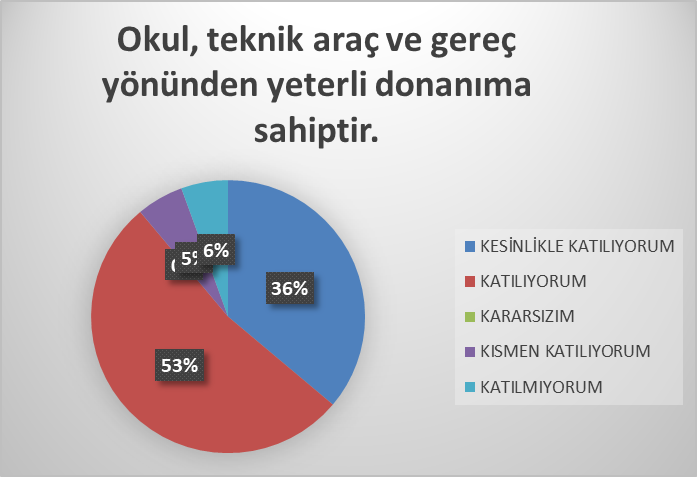 Okul, teknik araç ve gereç
yönünden yeterli donanıma
sahiptir.
6%
5%
36%
53%
KESİNLİKLE KATILIYORUM
KATILIYORUM
KARARSIZIM
KISMEN KATILIYORUM
KATILMIYORUM